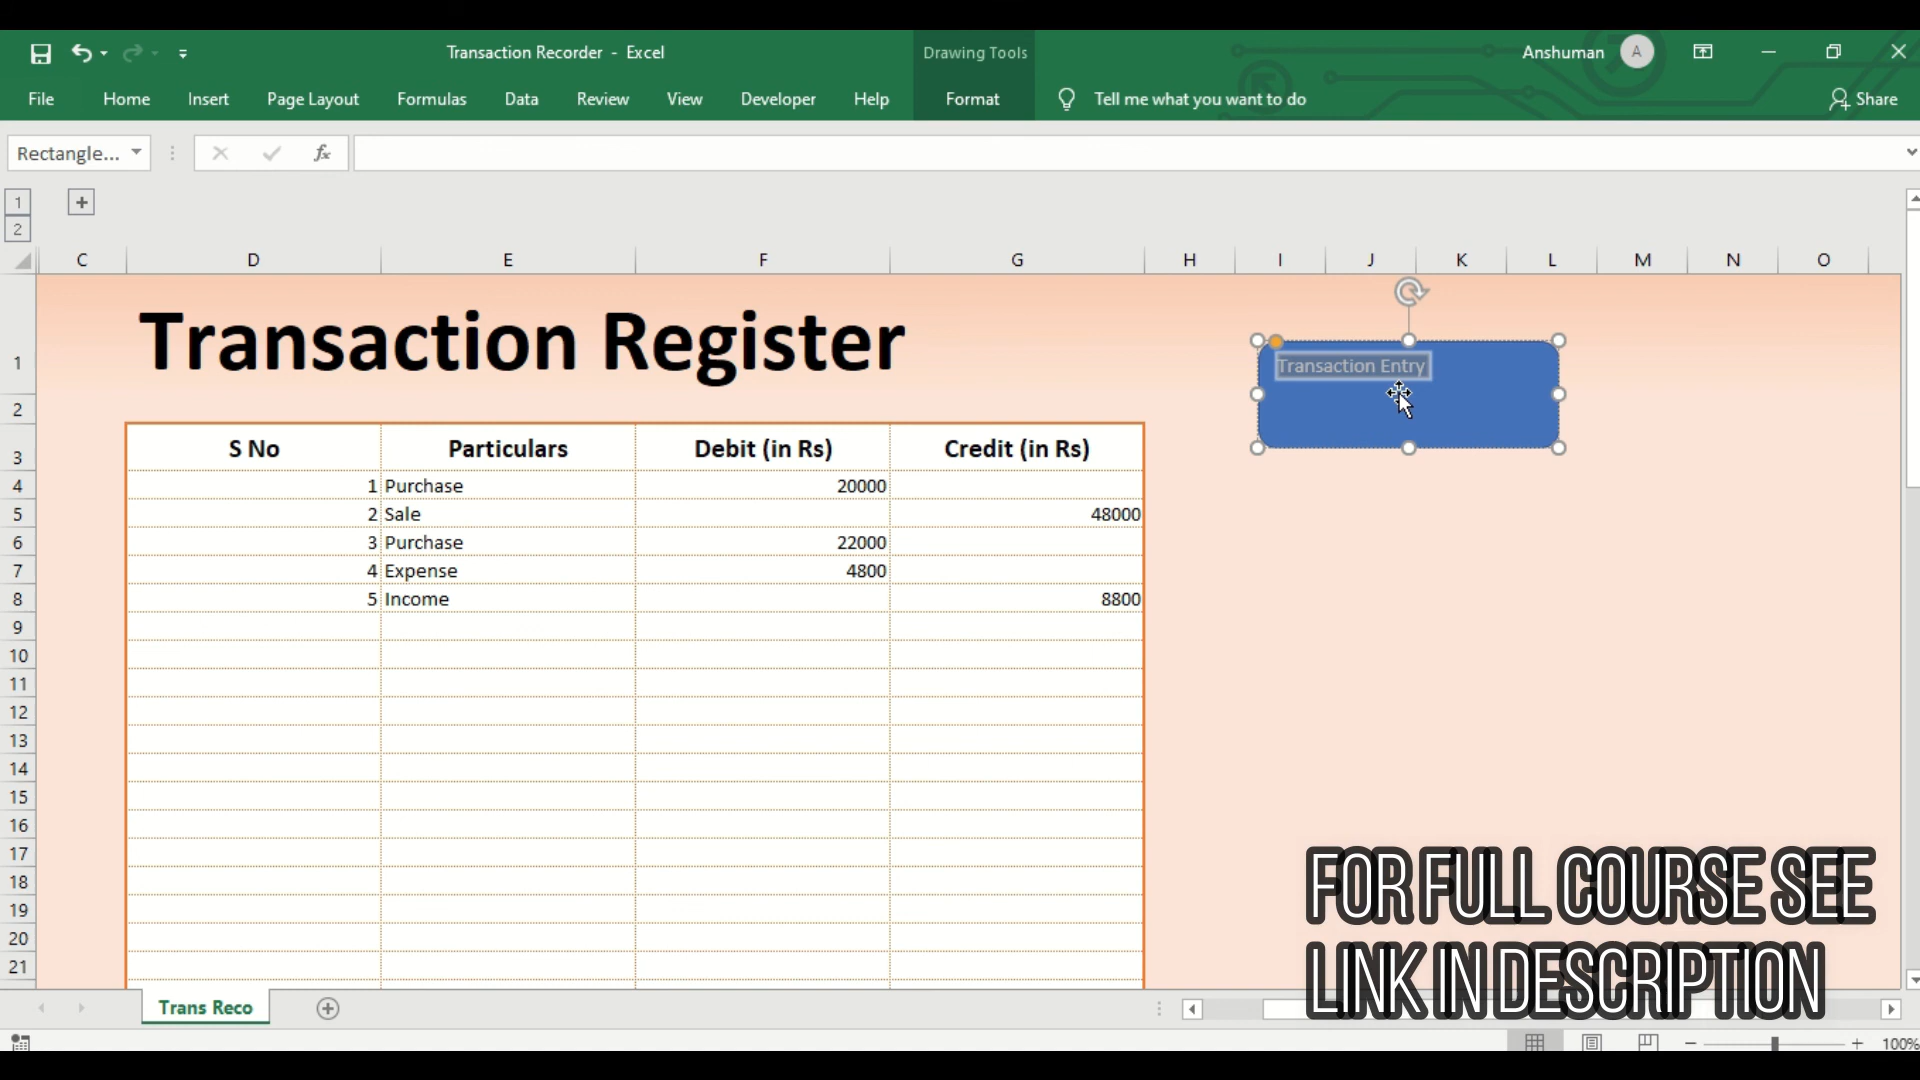 Transaction Recorder - Excel
Drawing Tools
Anshuman
A
File Home Insert Page Layout Formulas Data Review View Developer Help Format Tell me what you want to do Share
Rectangle... fx
1
2
C D E F G H I J K L M N O
Transaction Register
Transaction Entry
1
2
3 S No Particulars Debit (in Rs) Credit (in Rs)
4 1 Purchase 20000
5 2 Sale 48000
6 3 Purchase 22000
7 4 Expense 4800
8 5 Income 8800
9
10
11
12
13
14
15
16
17
18
19
20
21
FOR FULL COURSE SEE
LINK IN DESCRIPTION
Trans Reco
100%